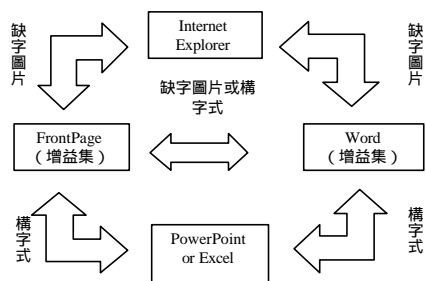 缺字圖片
Internet
Explorer
缺字圖片
缺字圖片或構
字式
FrontPage
（增益集）
Word
（增益集）
構字式
PowerPoint
or Excel
構字式